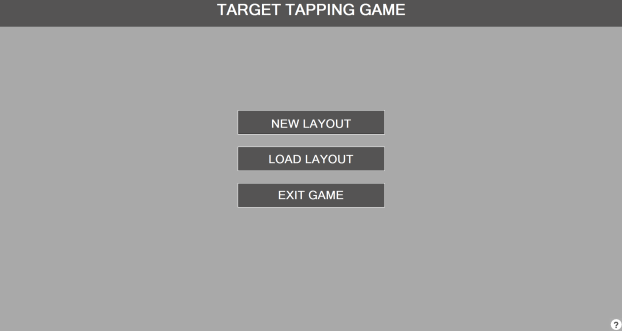 TARGET TAPPING GAME
NEW LAYOUT
LOAD LAYOUT
EXIT GAME
?